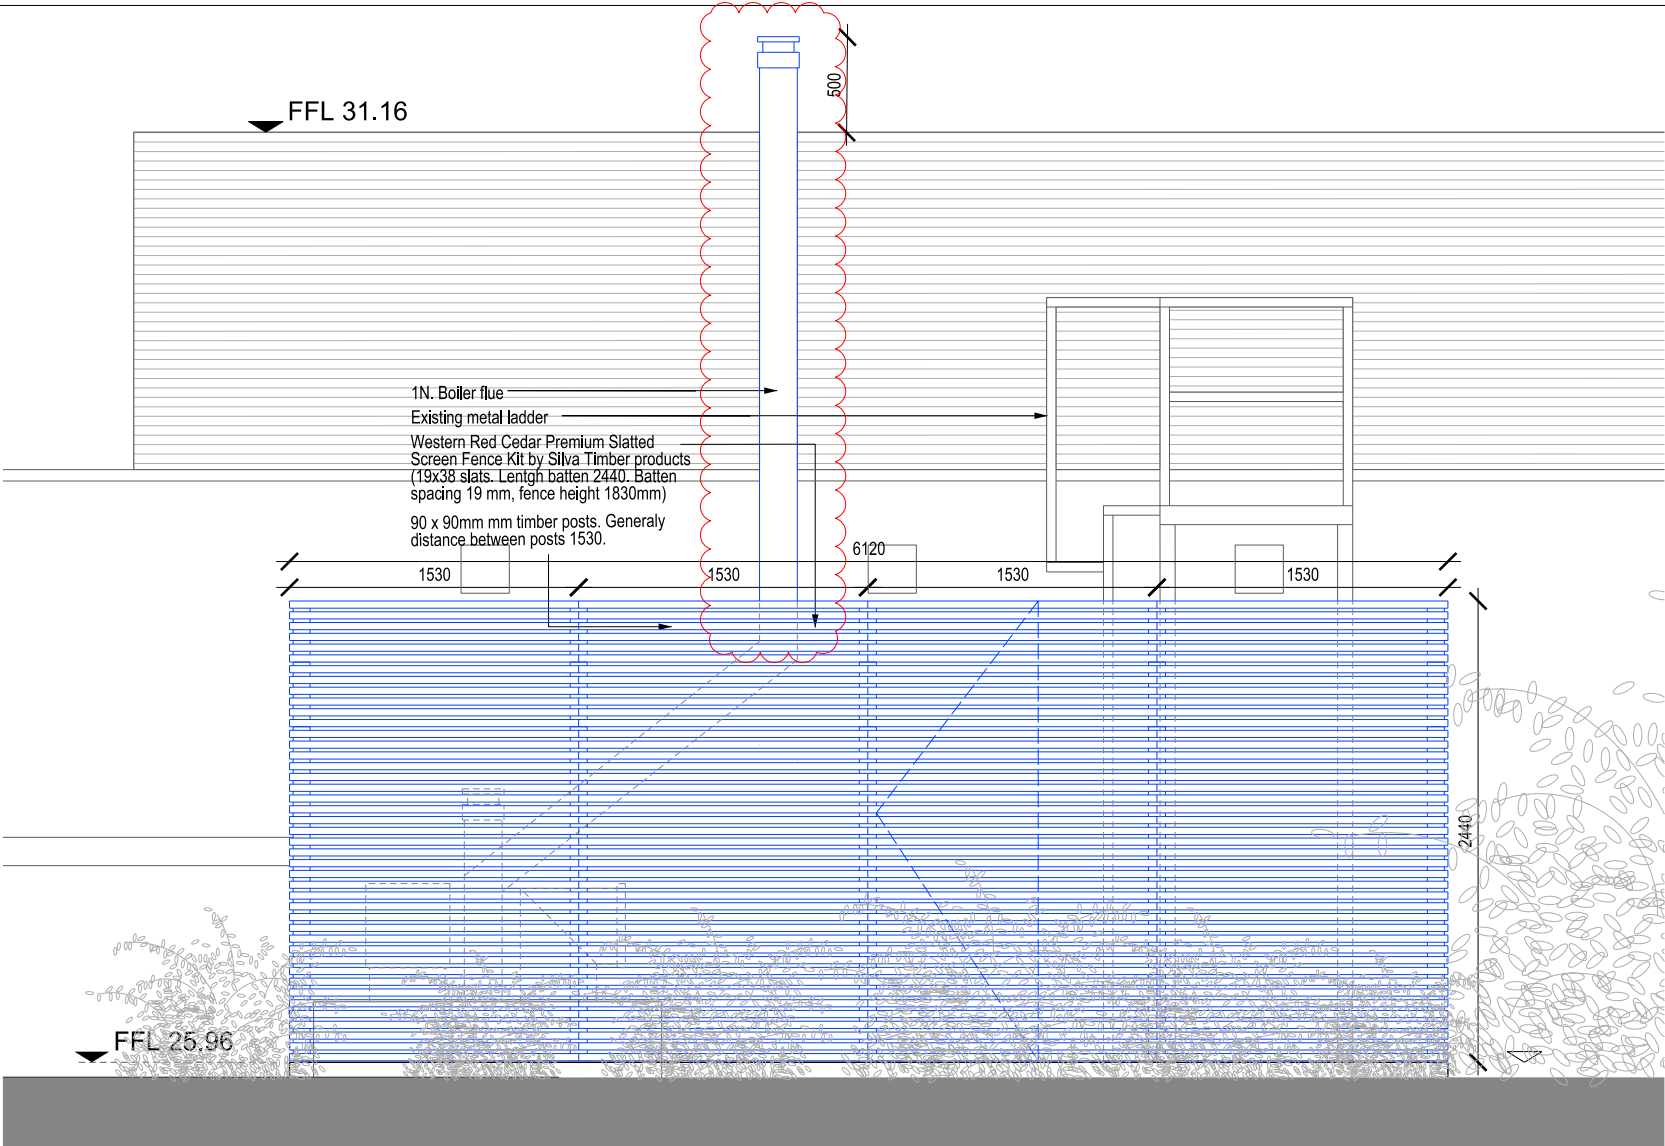 500
FFL 31.16
1N. Boiler flue
Existing metal ladder
Western Red Cedar Premium Slatted
Screen Fence Kit by Silva Timber products
(19x38 slats. Lentgh batten 2440. Batten
spacing 19 mm, fence height 1830mm)
90 x 90mm mm timber posts. Generaly
distance between posts 1530.
6120
1530
1530
1530
1530
2440
FFL 25.96